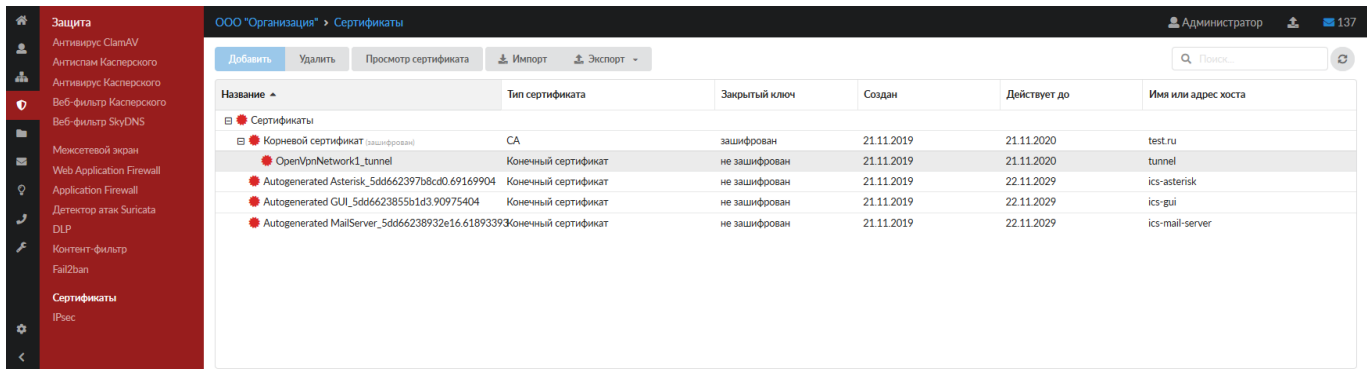 Защита
Антивирус ClamAV
Антиспам Касперского
Антивирус Касперского
Веб-фильтр Касперского
Веб-фильтр SkyDNS
Межсетевой экран
Web Application Firewall
Application Firewall
Детектор атак Suricata
DLP
Контент-фильтр
Fail2ban
Сертификаты
IPsec
ООО "Организация" › Сертификаты Администратор 137
Добавить Удалить Просмотр сертификата Импорт Экспорт Поиск...
Название Тип сертификата Закрытый ключ Создан Действует до Имя или адрес хоста
Сертификаты
Корневой сертификат (зашифрован) CA зашифрован 21.11.2019 21.11.2020 test.ru
OpenVpnNetwork1_tunnel Конечный сертификат не зашифрован 21.11.2019 21.11.2020 tunnel
Autogenerated Asterisk_5dd662397b8cd0.69169904 Конечный сертификат не зашифрован 21.11.2019 22.11.2029 ics-asterisk
Autogenerated GUI_5dd6623855b1d3.90975404 Конечный сертификат не зашифрован 21.11.2019 22.11.2029 ics-gui
Autogenerated MailServer_5dd66238932e16.61893393 Конечный сертификат не зашифрован 21.11.2019 22.11.2029 ics-mail-server